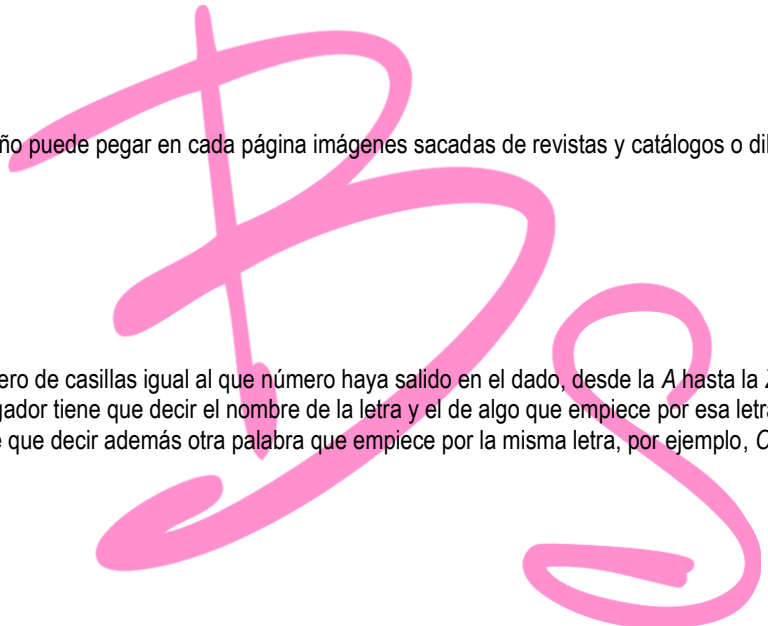 ño puede pegar en cada página imágenes sacadas de revistas y catálogos o di
ero de casillas igual al que número haya salido en el dado, desde la A hasta la
gador tiene que decir el nombre de la letra y el de algo que empiece por esa letr
e que decir además otra palabra que empiece por la misma letra, por ejemplo, C
BS